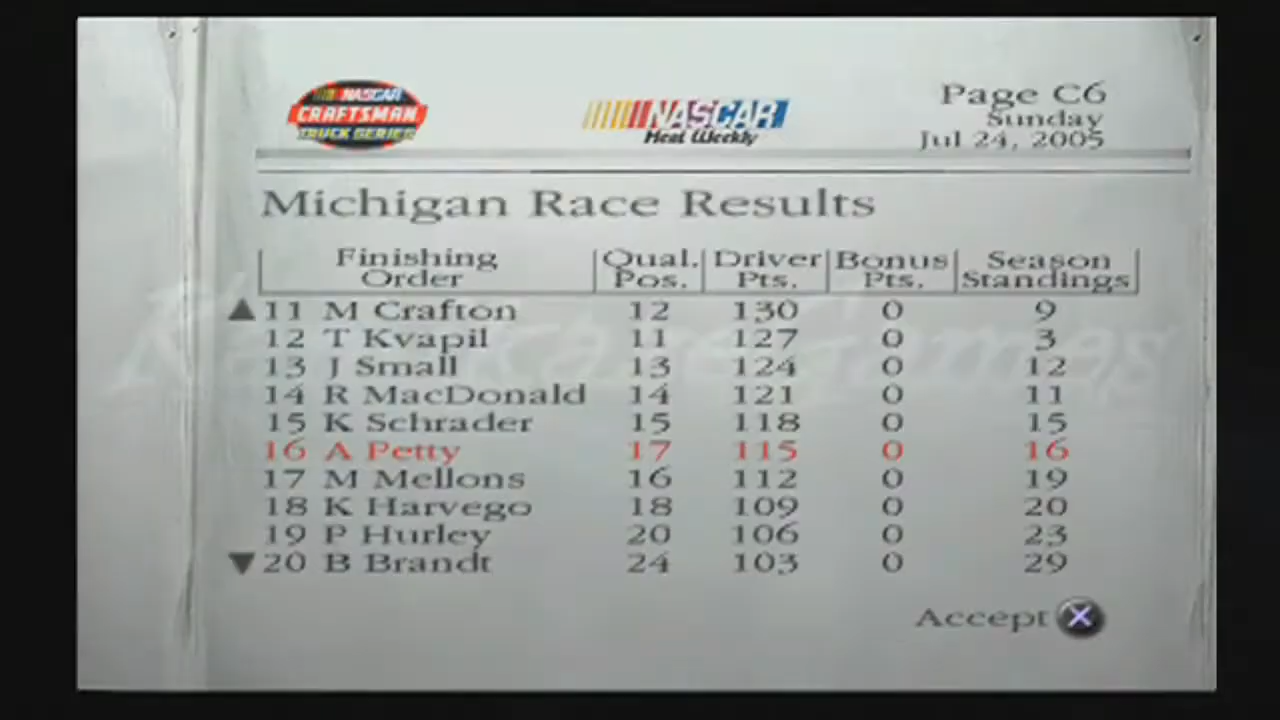 NASCAR
CRAFTSMAN
TRUCK SERIES
NASCAR
Heat Weekly
Page C6
Sunday
Jul 24, 2005
Michigan Race Results
Finishing Order Qual. Pos. Driver Pts. Bonus Pts. Season Standings
11 M Crafton 12 130 0 9
12 T Kvapil 11 127 0 3
13 J Small 13 124 0 12
14 R MacDonald 14 121 0 11
15 K Schrader 15 118 0 15
16 A Petty 17 115 0 16
17 M Mellons 16 112 0 19
18 K Harvego 18 109 0 20
19 P Hurley 20 106 0 23
20 B Brandt 24 103 0 29
Accept